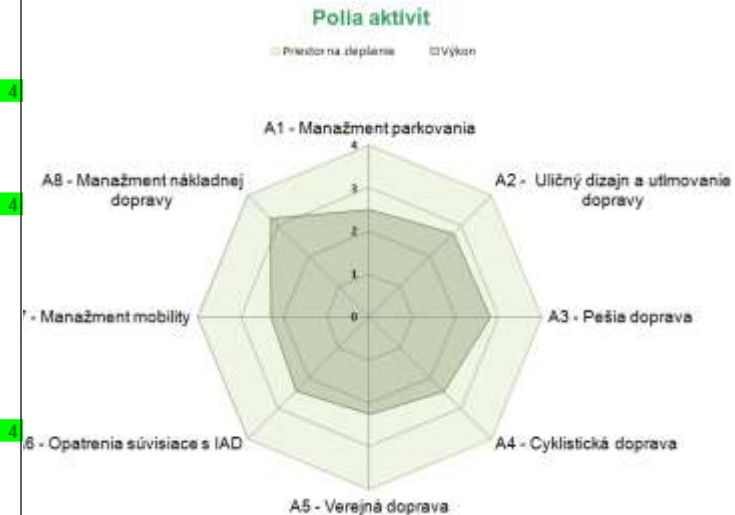 Polia aktivít
Priestor na zlepšenie Výkon
4
A1 - Manažment parkovania
4
A8 - Manažment nákladnej
dopravy
A2 - Uličný dizajn a utlmovanie
dopravy
4
3
2
1
0
7 - Manažment mobility
A3 - Pešia doprava
4
6 - Opatrenia súvisiace s IAD
A4 - Cyklistická doprava
A5 - Verejná doprava